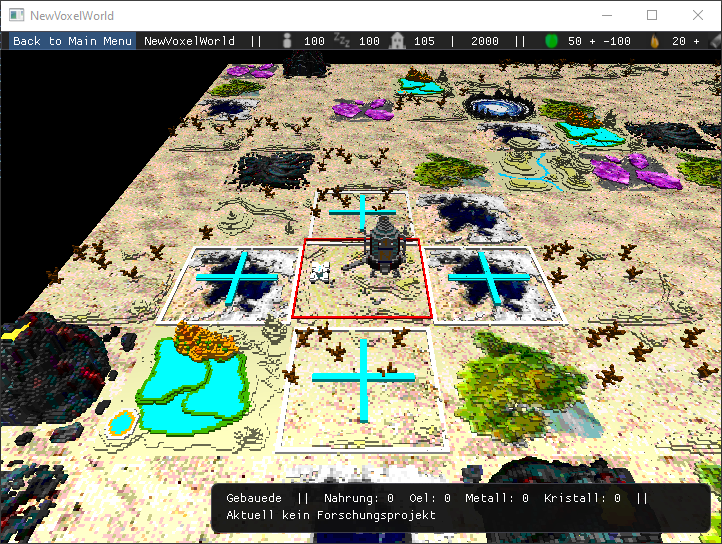 NewVoxelWorld
Back to Main Menu NewVoxelWorld || 100 100 105 | 2000 || 50 + -100 20 +
Gebaeude || Nahrung: 0 Oel: 0 Metall: 0 Kristall: 0 ||
Aktuell kein Forschungsprojekt